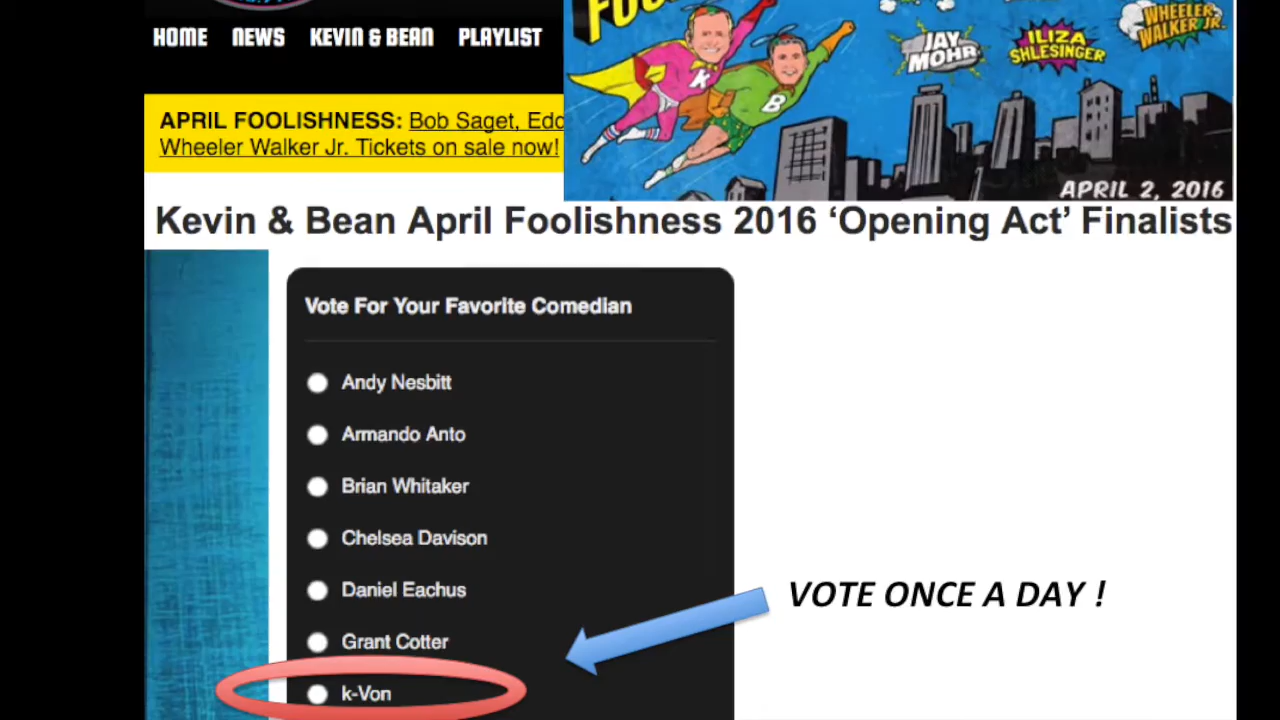 HOME NEWS KEVIN & BEAN PLAYLIST
JAY
MOHR
ILIZA
SHLESINGER
WHEELER
WALKER JR.
K
B
APRIL FOOLISHNESS: Bob Saget,
Wheeler Walker Jr. Tickets on sale now!
APRIL 2, 2016
Kevin & Bean April Foolishness 2016 ‘Opening Act’ Finalists
Vote For Your Favorite Comedian
Andy Nesbitt
Armando Anto
Brian Whitaker
Chelsea Davison
Daniel Eachus
VOTE ONCE A DAY !
Grant Cotter
k-Von